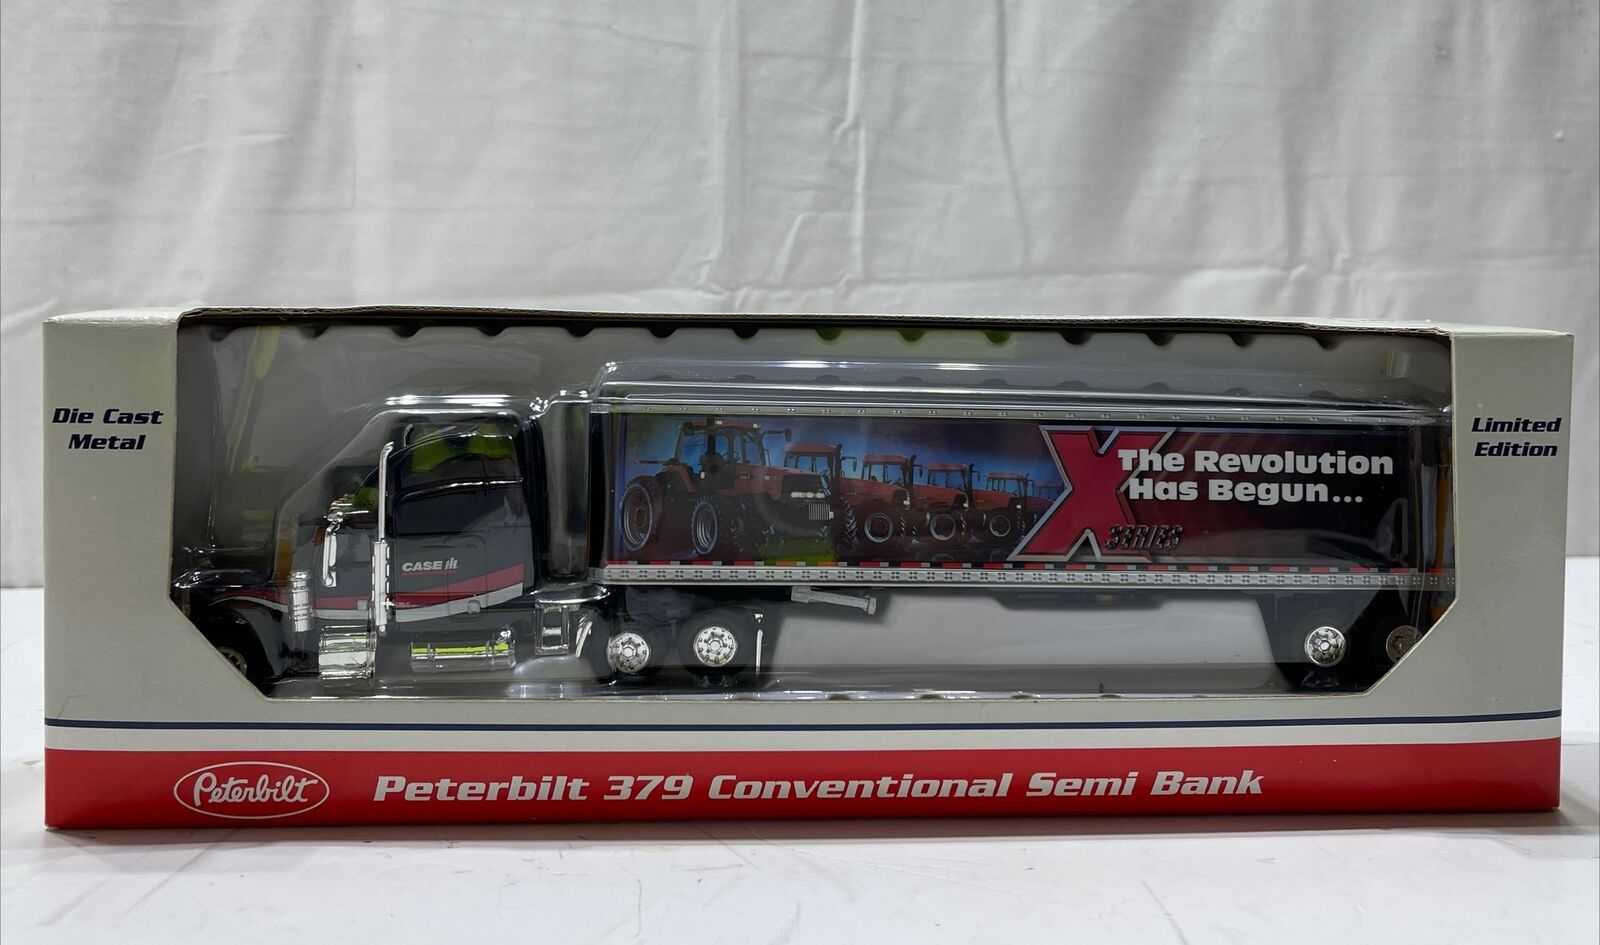 Die Cast
Metal
Limited
Edition
The Revolution
Has Begun...
X
SERIES
CASE IH
Peterbilt
Peterbilt 379 Conventional Semi Bank